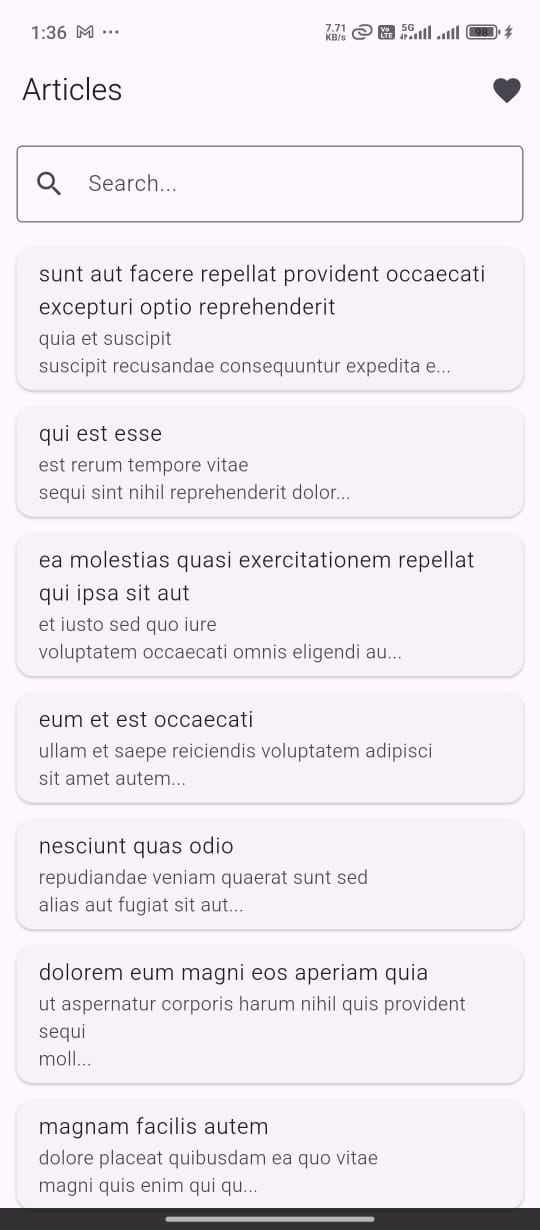 1:36
7.71
KB/s
Vo
LTE
5G
98
Articles
Search...
sunt aut facere repellat provident occaecati
excepturi optio reprehenderit
quia et suscipit
suscipit recusandae consequuntur expedita e...
qui est esse
est rerum tempore vitae
sequi sint nihil reprehenderit dolor...
ea molestias quasi exercitationem repellat
qui ipsa sit aut
et iusto sed quo iure
voluptatem occaecati omnis eligendi au...
eum et est occaecati
ullam et saepe reiciendis voluptatem adipisci
sit amet autem...
nesciunt quas odio
repudiandae veniam quaerat sunt sed
alias aut fugiat sit aut...
dolorem eum magni eos aperiam quia
ut aspernatur corporis harum nihil quis provident
sequi
moll...
magnam facilis autem
dolore placeat quibusdam ea quo vitae
magni quis enim qui qu...